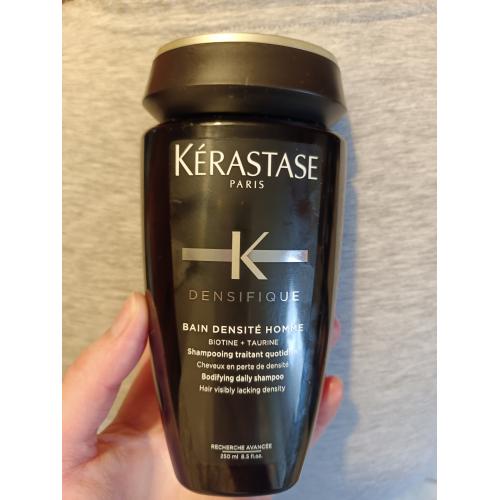 KÉRASTASE
PARIS
K
DENSIFIQUE
BAIN DENSITÉ HOMME
BIOTINE + TAURINE
Shampooing traitant quotidien
Cheveux en perte de densité
Bodifying daily shampoo
Hair visibly lacking density
RECHERCHE AVANCÉE
250 ml 8.5 fl.oz.